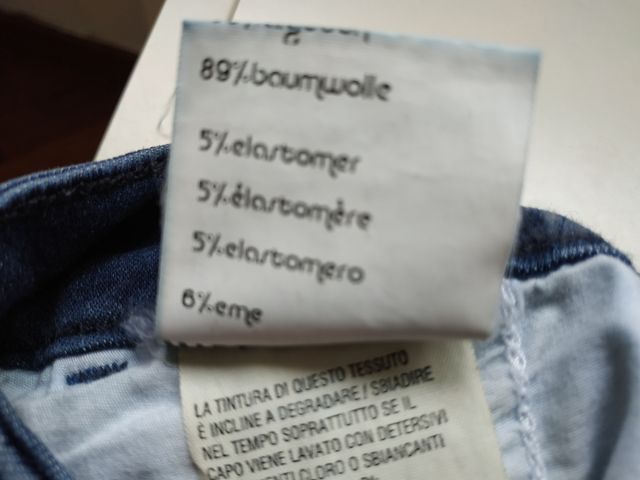 89% baumwolle
5% elastomer
5% élastomère
5% elastomero
6% eme
LA TINTURA DI QUESTO TESSUTO
È INCLINE A DEGRADARE / SBIADIRE
NEL TEMPO SOPRATTUTTO SE IL
CAPO VIENE LAVATO CON DETERSIVI
CLORO O SBIANCANTI